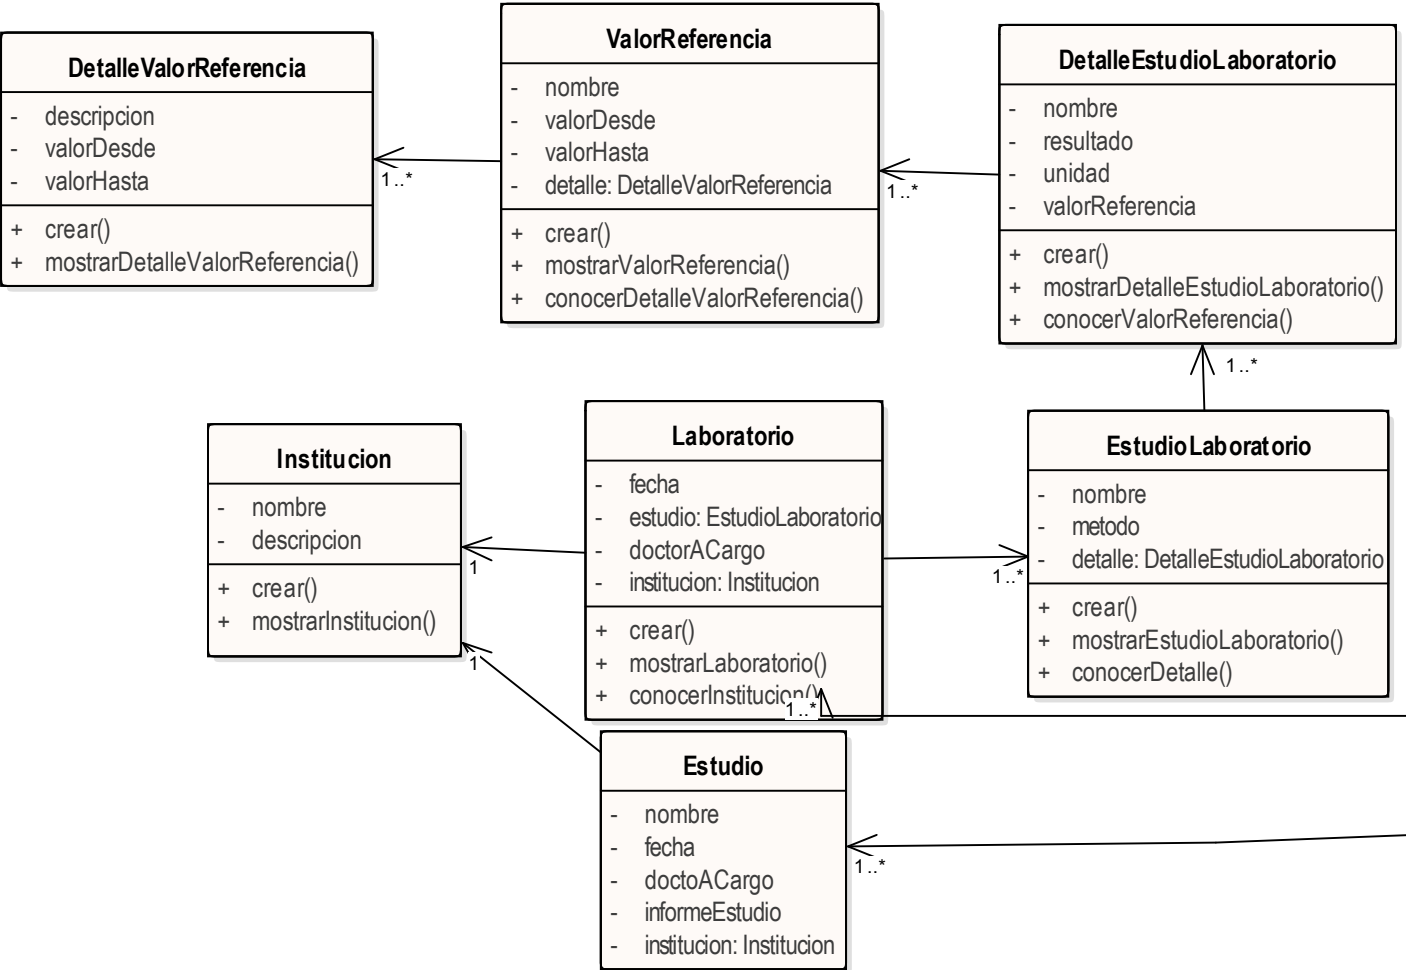 DetalleValorReferencia
- descripcion
- valorDesde
- valorHasta
+ crear()
+ mostrarDetalleValorReferencia()
1..*
ValorReferencia
- nombre
- valorDesde
- valorHasta
- detalle: DetalleValorReferencia
+ crear()
+ mostrarValorReferencia()
+ conocerDetalleValorReferencia()
1..*
DetalleEstudioLaboratorio
- nombre
- resultado
- unidad
- valorReferencia
+ crear()
+ mostrarDetalleEstudioLaboratorio()
+ conocerValorReferencia()
1..*
Institucion
- nombre
- descripcion
+ crear()
+ mostrarInstitucion()
1
1
Laboratorio
- fecha
- estudio: EstudioLaboratorio
- doctorACargo
- institucion: Institucion
+ crear()
+ mostrarLaboratorio()
+ conocerInstitucion()
1..*
1..*
EstudioLaboratorio
- nombre
- metodo
- detalle: DetalleEstudioLaboratorio
+ crear()
+ mostrarEstudioLaboratorio()
+ conocerDetalle()
Estudio
- nombre
- fecha
- doctoACargo
- informeEstudio
- institucion: Institucion
1..*